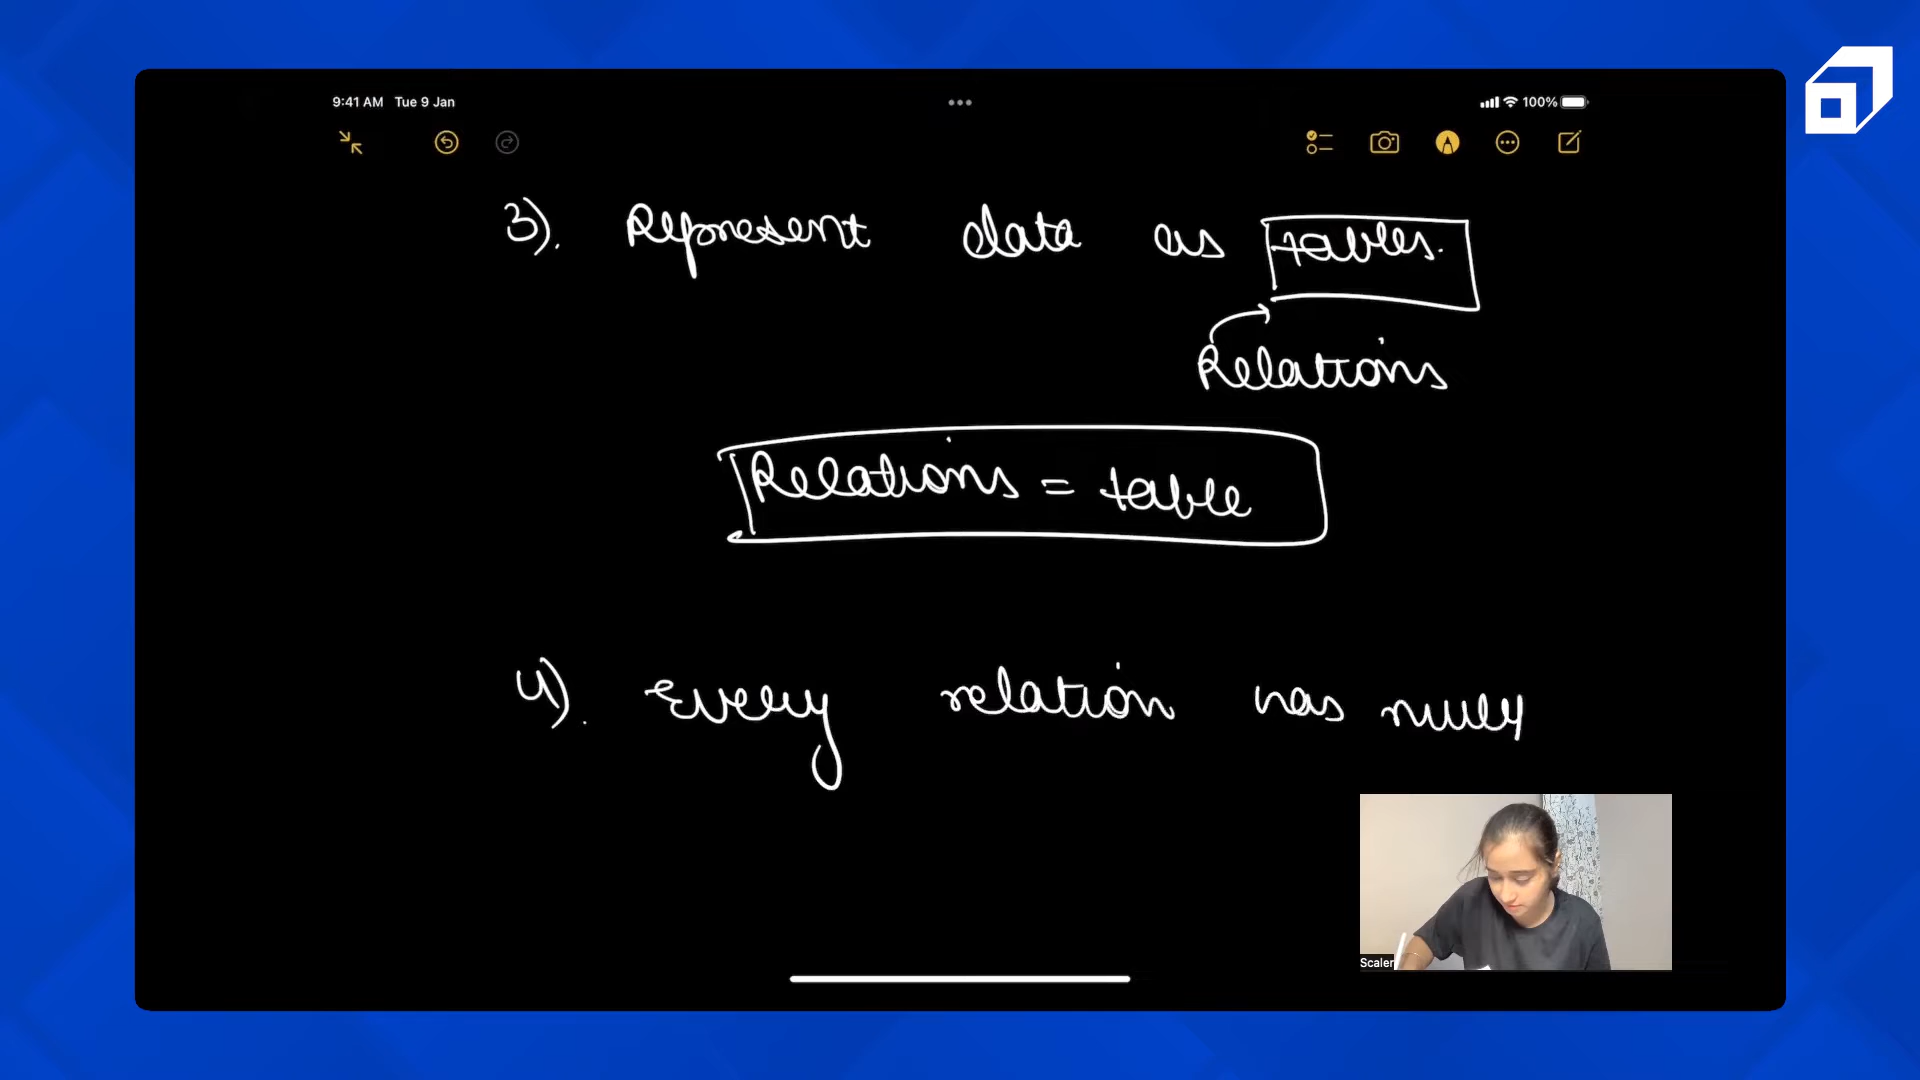 9:41 AM Tue 9 Jan
100%
3). Represent data as tables.
Relations
Relations = table
4). Every relation has
Scaler